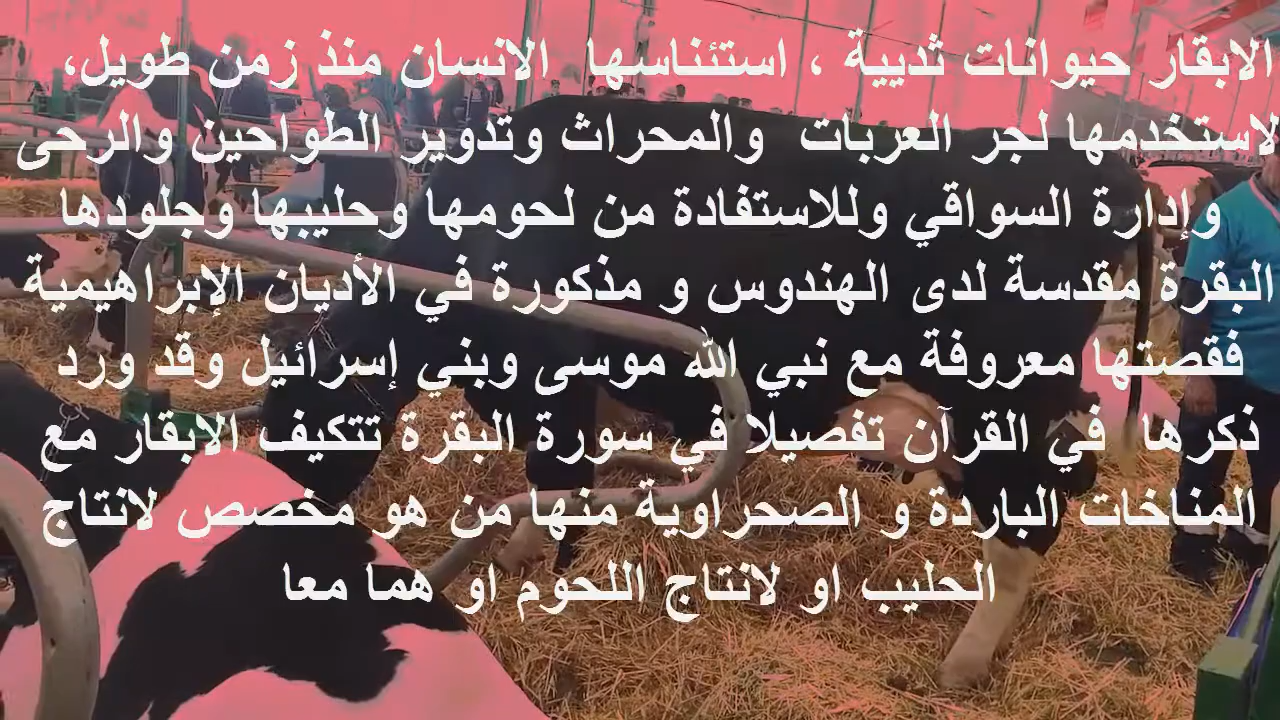 الابقار حيوانات ثديية ، استئناسها الانسان منذ زمن طويل،
لاستخدمها لجر العربات والمحراث وتدوير الطواحين والرحى
وإدارة السواقي وللاستفادة من لحومها وحليبها وجلودها
البقرة مقدسة لدى الهندوس و مذكورة في الأديان الإبراهيمية
فقصتها معروفة مع نبي الله موسى وبني إسرائيل وقد ورد
ذكرها في القرآن تفصيلا في سورة البقرة تتكيف الابقار مع
المناخات الباردة و الصحراوية منها من هو مخصص لانتاج
الحليب او لانتاج اللحوم او هما معا